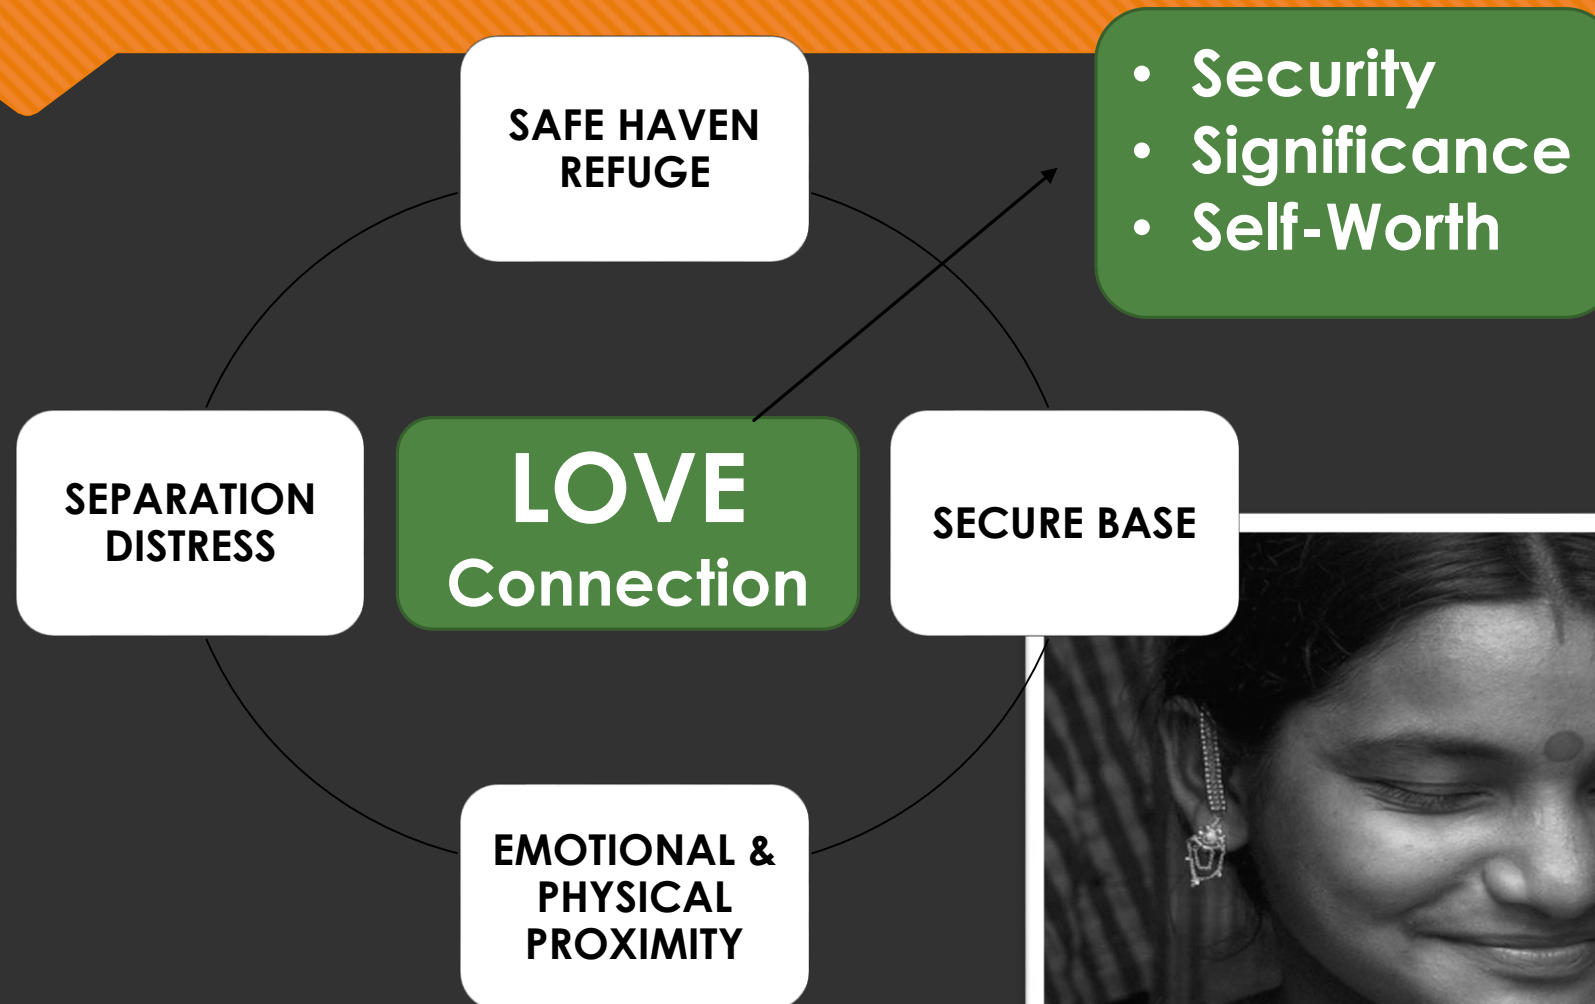 SAFE HAVEN
REFUGE
• Security
• Significance
• Self-Worth
SEPARATION
DISTRESS
LOVE
Connection
SECURE BASE
EMOTIONAL &
PHYSICAL
PROXIMITY